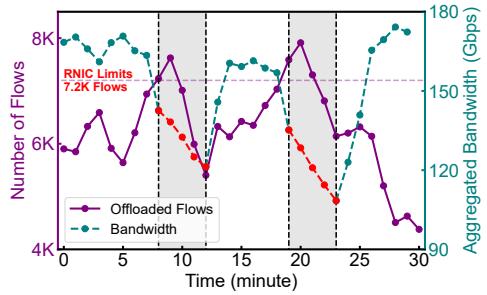 8K
6K
4K
Number of Flows
RNIC Limits
7.2K Flows
Offloaded Flows
Bandwidth
0
5
10
15
20
25
30
Time (minute)
180
150
120
90
Aggregated Bandwidth (Gbps)